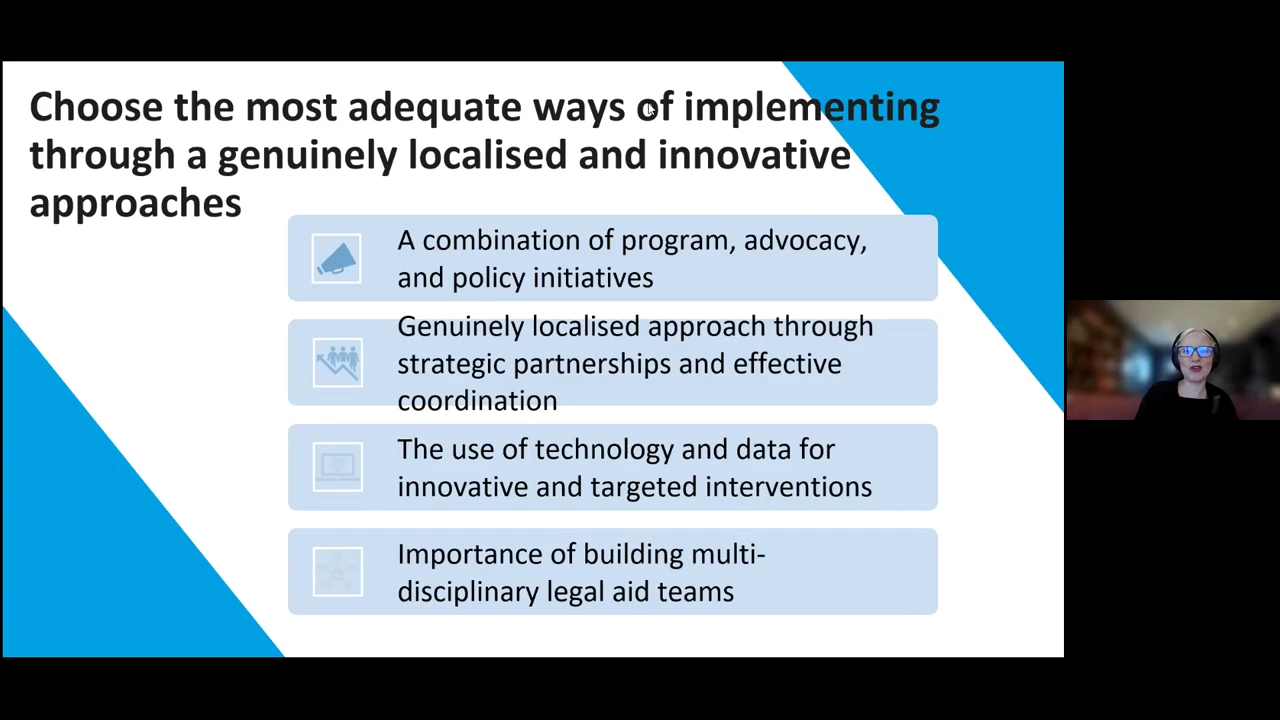 Choose the most adequate ways of implementing
through a genuinely localised and innovative
approaches
A combination of program, advocacy,
and policy initiatives
Genuinely localised approach through
strategic partnerships and effective
coordination
The use of technology and data for
innovative and targeted interventions
Importance of building multi-
disciplinary legal aid teams